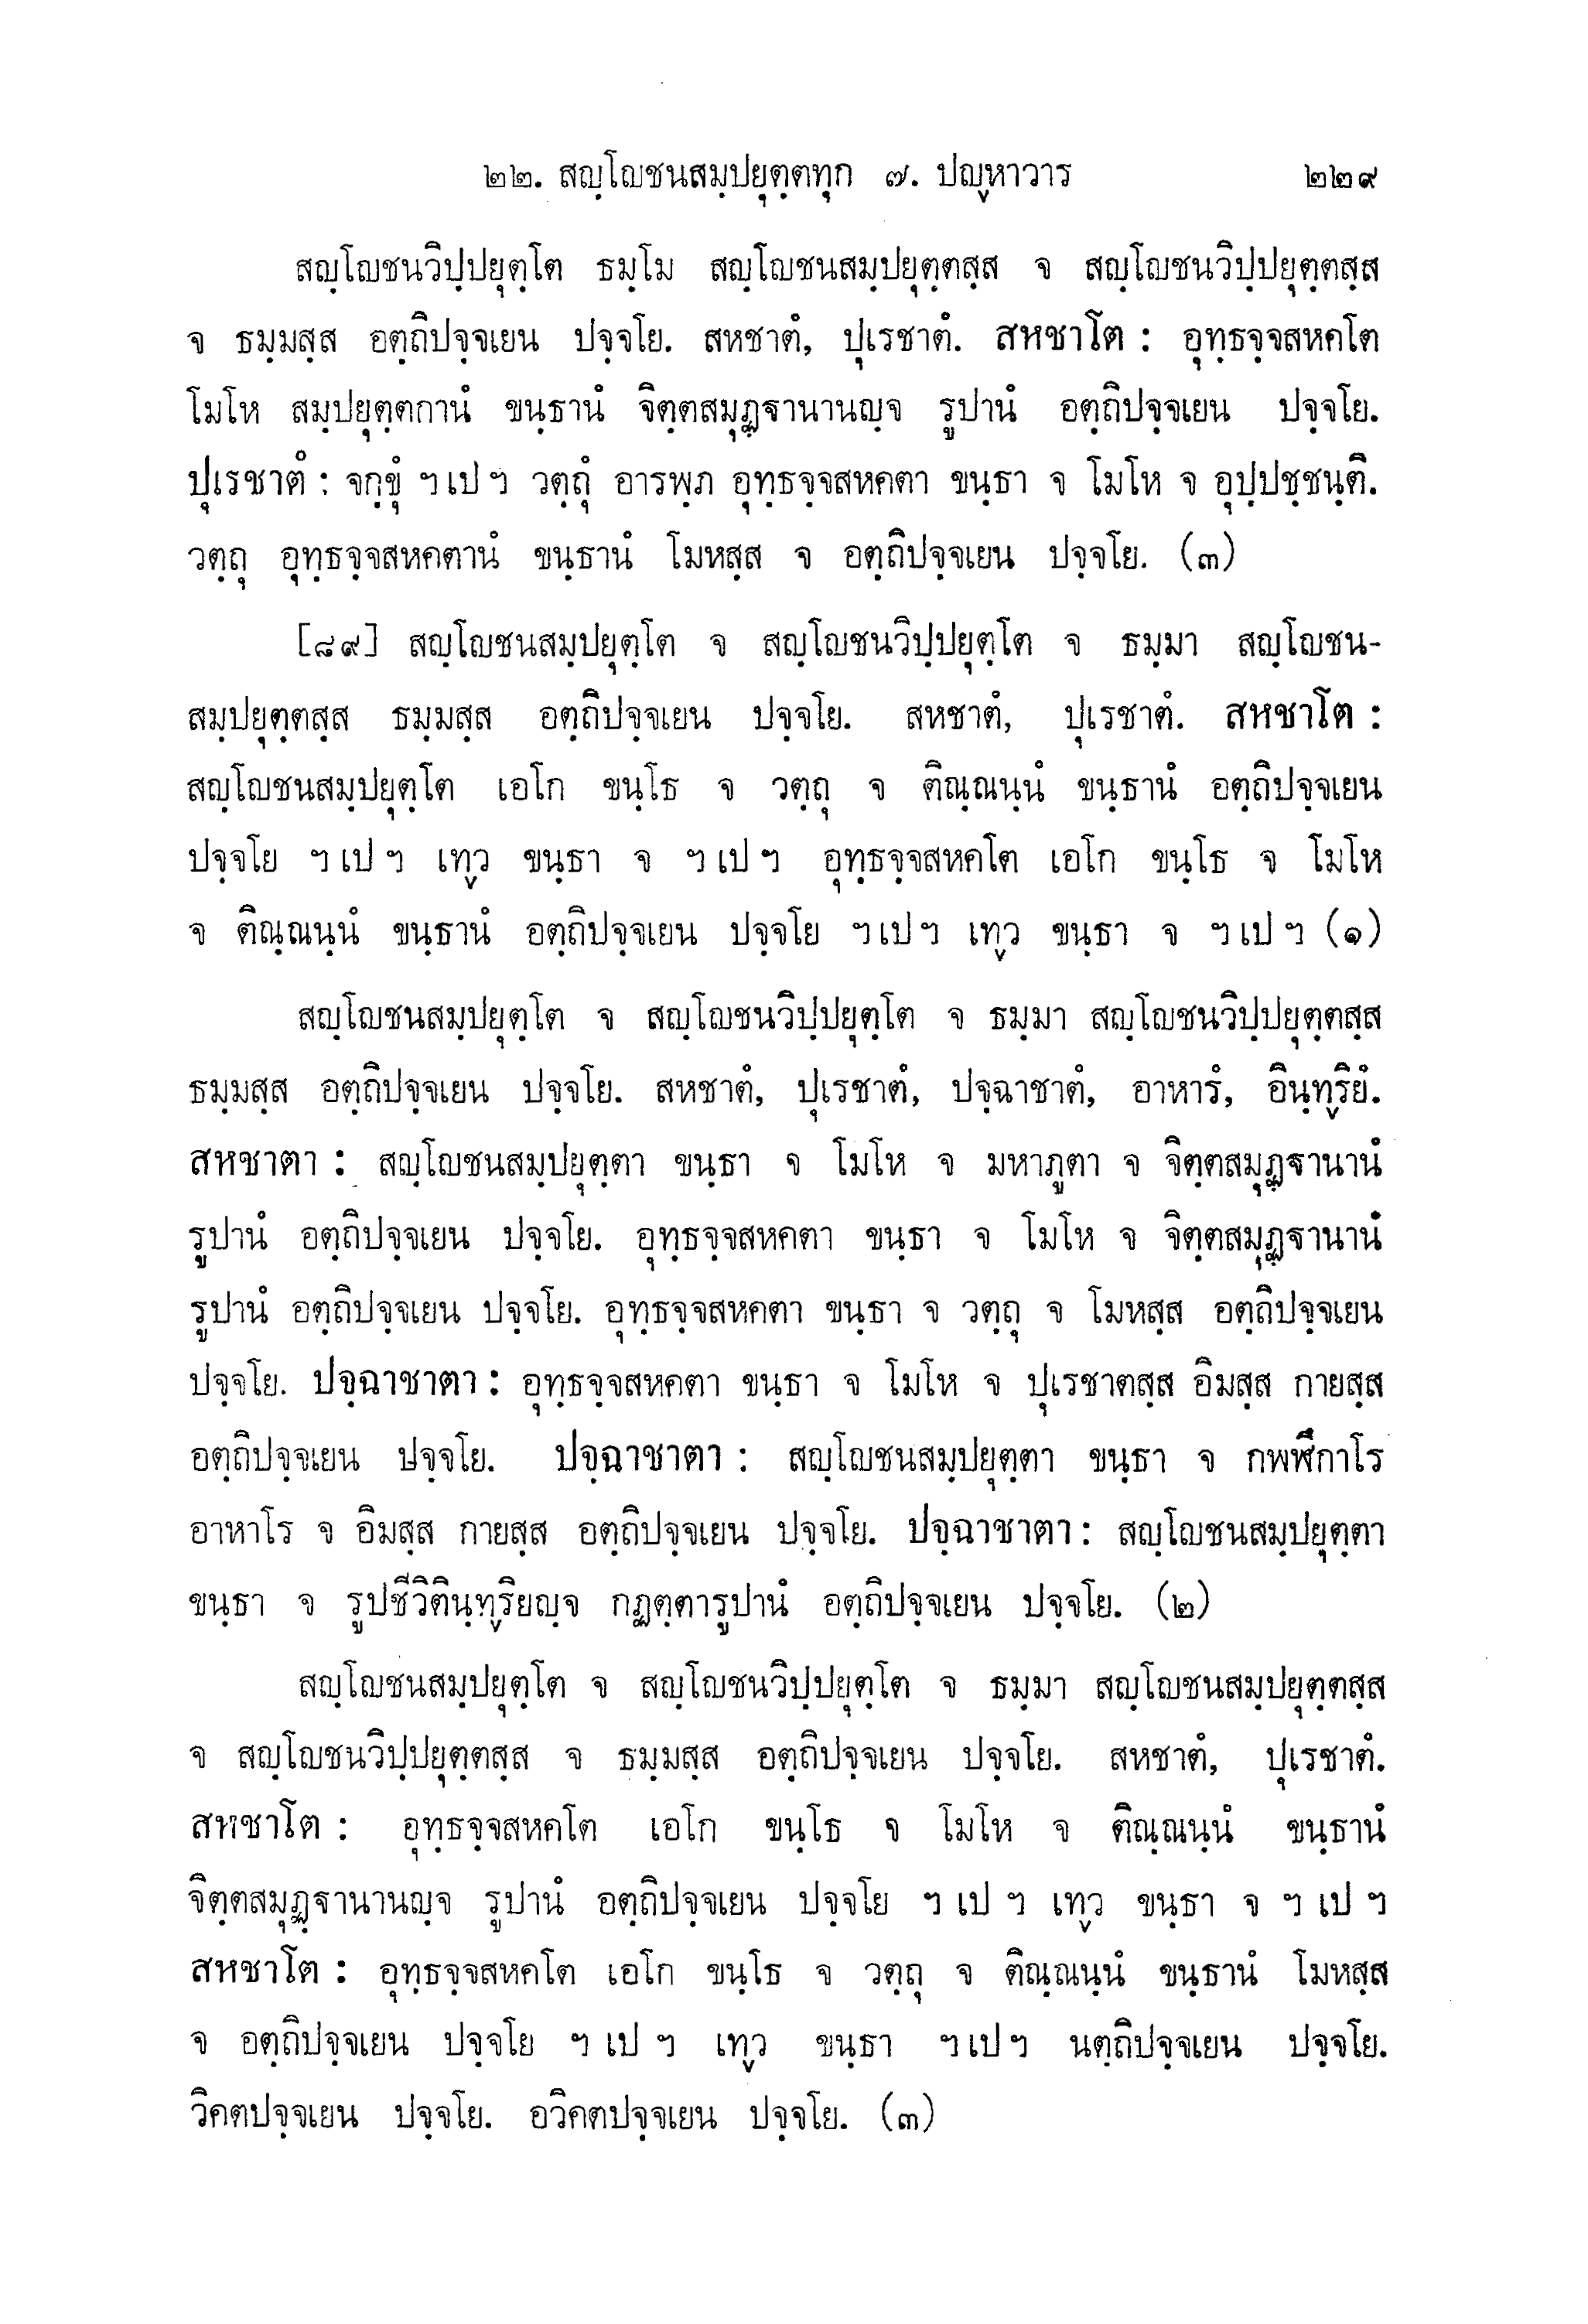 ๒๒. สญฺโญชนสมฺปยุตฺตทุก ๗. ปญฺหาวาร ๒๒๙
สญฺโญชนวิปฺปยุตฺโต ธมฺโม สญฺโญชนสมฺปยุตฺตสฺส จ สญฺโญชนวิปฺปยุตฺตสฺส
จ ธมฺมสฺส อตฺถิปจฺจเยน ปจฺจโย. สหชาตํ, ปุเรชาตํ. สหชาโต : อุทฺธจฺจสหคโต
โมโห สมฺปยุตฺตกานํ ขนฺธานํ จิตฺตสมุฏฺฐานานญฺจ รูปานํ อตฺถิปจฺจเยน ปจฺจโย.
ปุเรชาตํ : จกฺขุํ ฯเปฯ วตฺถุํ อารพฺภ อุทฺธจฺจสหคตา ขนฺธา จ โมโห จ อุปฺปชฺชนฺติ.
วตฺถุ อุทฺธจฺจสหคตานํ ขนฺธานํ โมหสฺส จ อตฺถิปจฺจเยน ปจฺจโย. (๓)
[๘๙] สญฺโญชนสมฺปยุตฺโต จ สญฺโญชนวิปฺปยุตฺโต จ ธมฺมา สญฺโญชน-
สมฺปยุตฺตสฺส ธมฺมสฺส อตฺถิปจฺจเยน ปจฺจโย. สหชาตํ, ปุเรชาตํ. สหชาโต :
สญฺโญชนสมฺปยุตฺโต เอโก ขนฺโธ จ วตฺถุ จ ติณฺณนฺนํ ขนฺธานํ อตฺถิปจฺจเยน
ปจฺจโย ฯเปฯ เทฺว ขนฺธา จ ฯเปฯ อุทฺธจฺจสหคโต เอโก ขนฺโธ จ โมโห
จ ติณฺณนฺนํ ขนฺธานํ อตฺถิปจฺจเยน ปจฺจโย ฯเปฯ เทฺว ขนฺธา จ ฯเปฯ (๑)
สญฺโญชนสมฺปยุตฺโต จ สญฺโญชนวิปฺปยุตฺโต จ ธมฺมา สญฺโญชนวิปฺปยุตฺตสฺส
ธมฺมสฺส อตฺถิปจฺจเยน ปจฺจโย. สหชาตํ, ปุเรชาตํ, ปจฺฉาชาตํ, อาหารํ, อินฺทฺริยํ.
สหชาตา : สญฺโญชนสมฺปยุตฺตา ขนฺธา จ โมโห จ มหาภูตา จ จิตฺตสมุฏฺฐานานํ
รูปานํ อตฺถิปจฺจเยน ปจฺจโย. อุทฺธจฺจสหคตา ขนฺธา จ โมโห จ จิตฺตสมุฏฺฐานานํ
รูปานํ อตฺถิปจฺจเยน ปจฺจโย. อุทฺธจฺจสหคตา ขนฺธา จ วตฺถุ จ โมหสฺส อตฺถิปจฺจเยน
ปจฺจโย. ปจฺฉาชาตา : อุทฺธจฺจสหคตา ขนฺธา จ โมโห จ ปุเรชาตสฺส อิมสฺส กายสฺส
อตฺถิปจฺจเยน ปจฺจโย. ปจฺฉาชาตา : สญฺโญชนสมฺปยุตฺตา ขนฺธา จ กพฬีกาโร
อาหาโร จ อิมสฺส กายสฺส อตฺถิปจฺจเยน ปจฺจโย. ปจฺฉาชาตา : สญฺโญชนสมฺปยุตฺตา
ขนฺธา จ รูปชีวิตินฺทฺริยญฺจ กฏตฺตารูปานํ อตฺถิปจฺจเยน ปจฺจโย. (๒)
สญฺโญชนสมฺปยุตฺโต จ สญฺโญชนวิปฺปยุตฺโต จ ธมฺมา สญฺโญชนสมฺปยุตฺตสฺส
จ สญฺโญชนวิปฺปยุตฺตสฺส จ ธมฺมสฺส อตฺถิปจฺจเยน ปจฺจโย. สหชาตํ, ปุเรชาตํ.
สหชาโต : อุทฺธจฺจสหคโต เอโก ขนฺโธ จ โมโห จ ติณฺณนฺนํ ขนฺธานํ
จิตฺตสมุฏฺฐานานญฺจ รูปานํ อตฺถิปจฺจเยน ปจฺจโย ฯเปฯ เทฺว ขนฺธา จ ฯเปฯ
สหชาโต : อุทฺธจฺจสหคโต เอโก ขนฺโธ จ วตฺถุ จ ติณฺณนฺนํ ขนฺธานํ โมหสฺส
จ อตฺถิปจฺจเยน ปจฺจโย ฯเปฯ เทฺว ขนฺธา ฯเปฯ นตฺถิปจฺจเยน ปจฺจโย.
วิคตปจฺจเยน ปจฺจโย. อวิคตปจฺจเยน ปจฺจโย. (๓)